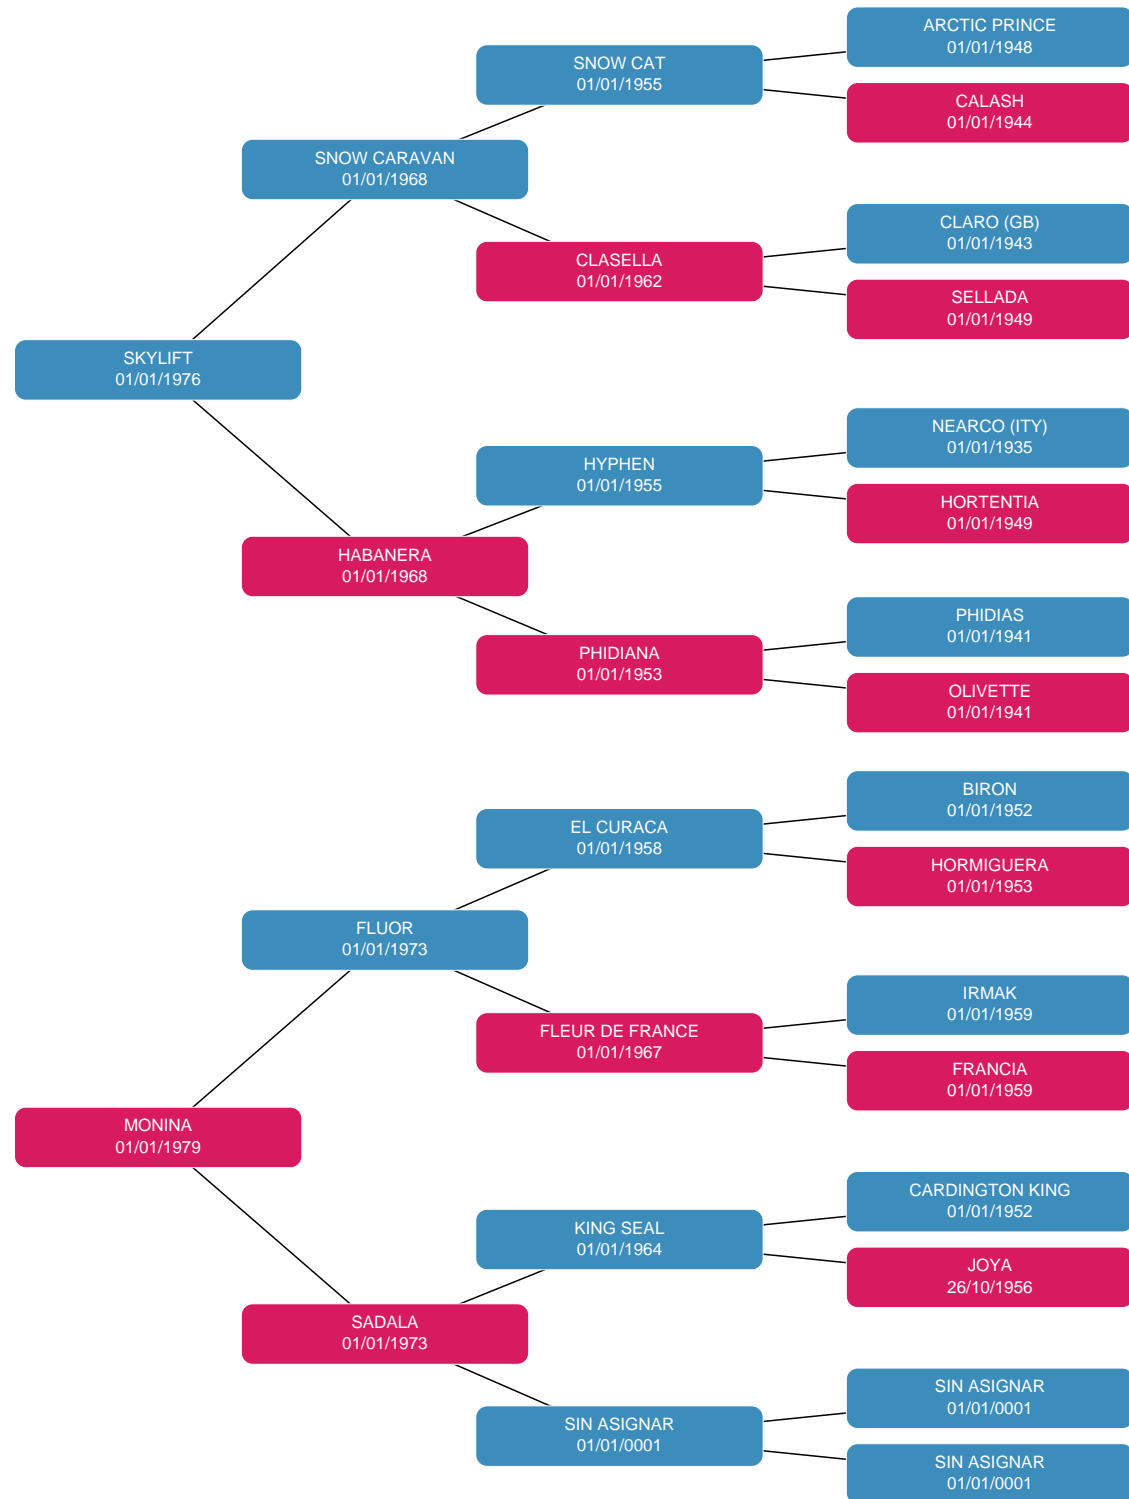 ARCTIC PRINCE
01/01/1948
SNOW CAT
01/01/1955
CALASH
01/01/1944
SNOW CARAVAN
01/01/1968
CLARO (GB)
01/01/1943
CLASELLA
01/01/1962
SELLADA
01/01/1949
SKYLIFT
01/01/1976
NEARCO (ITY)
01/01/1935
HYPHEN
01/01/1955
HORTENTIA
01/01/1949
HABANERA
01/01/1968
PHIDIAS
01/01/1941
PHIDIANA
01/01/1953
OLIVETTE
01/01/1941
BIRON
01/01/1952
EL CURACA
01/01/1958
HORMIGUERA
01/01/1953
FLUOR
01/01/1973
IRMAK
01/01/1959
FLEUR DE FRANCE
01/01/1967
FRANCIA
01/01/1959
MONINA
01/01/1979
CARDINGTON KING
01/01/1952
KING SEAL
01/01/1964
JOYA
26/10/1956
SADALA
01/01/1973
SIN ASIGNAR
01/01/0001
SIN ASIGNAR
01/01/0001
SIN ASIGNAR
01/01/0001